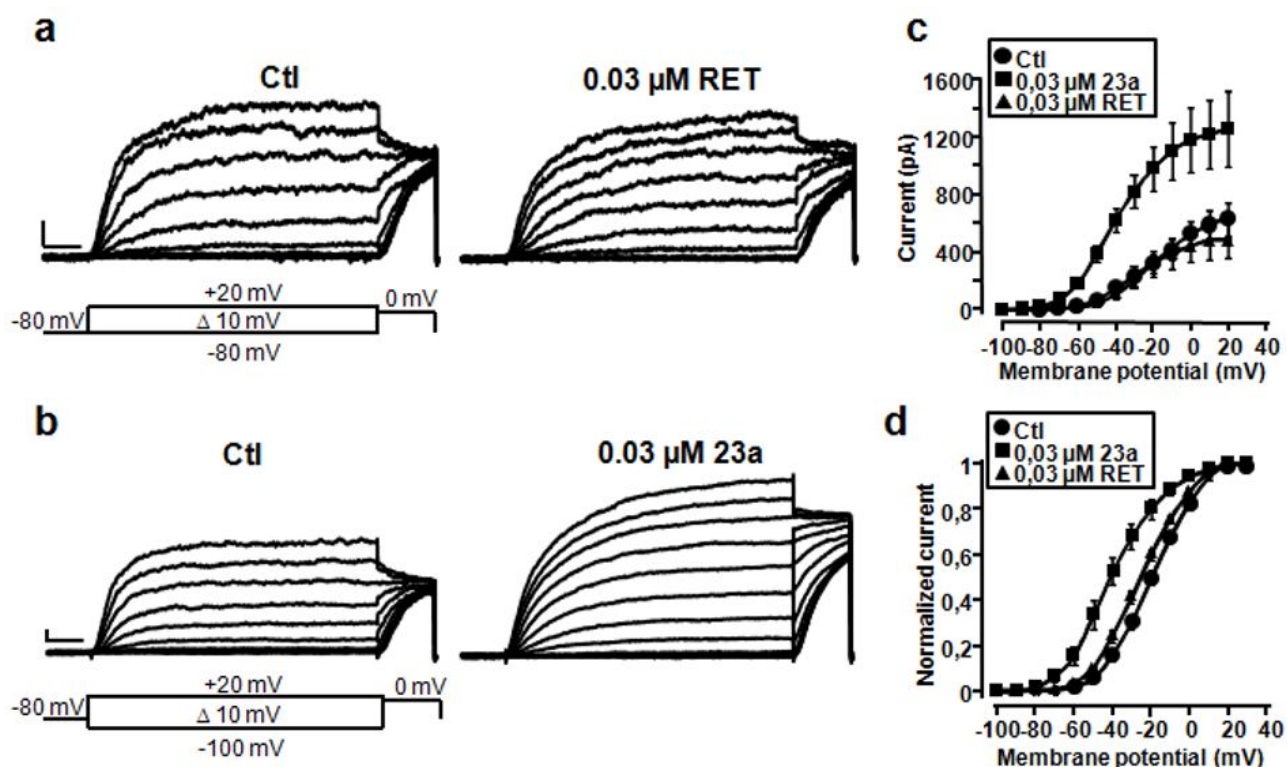 a
Ctl
0.03 µM RET
-80 mV
+20 mV
Δ 10 mV
-80 mV
0 mV
b
Ctl
0.03 µM 23a
-80 mV
+20 mV
Δ 10 mV
-100 mV
0 mV
c
Ctl
0,03 µM 23a
0,03 µM RET
1600
1200
800
400
0
Current (pA)
-100 -80 -60 -40 -20 0 20 40
Membrane potential (mV)
d
Ctl
0,03 µM 23a
0,03 µM RET
1
0,8
0,6
0,4
0,2
0
Normalized current
-100 -80 -60 -40 -20 0 20 40
Membrane potential (mV)